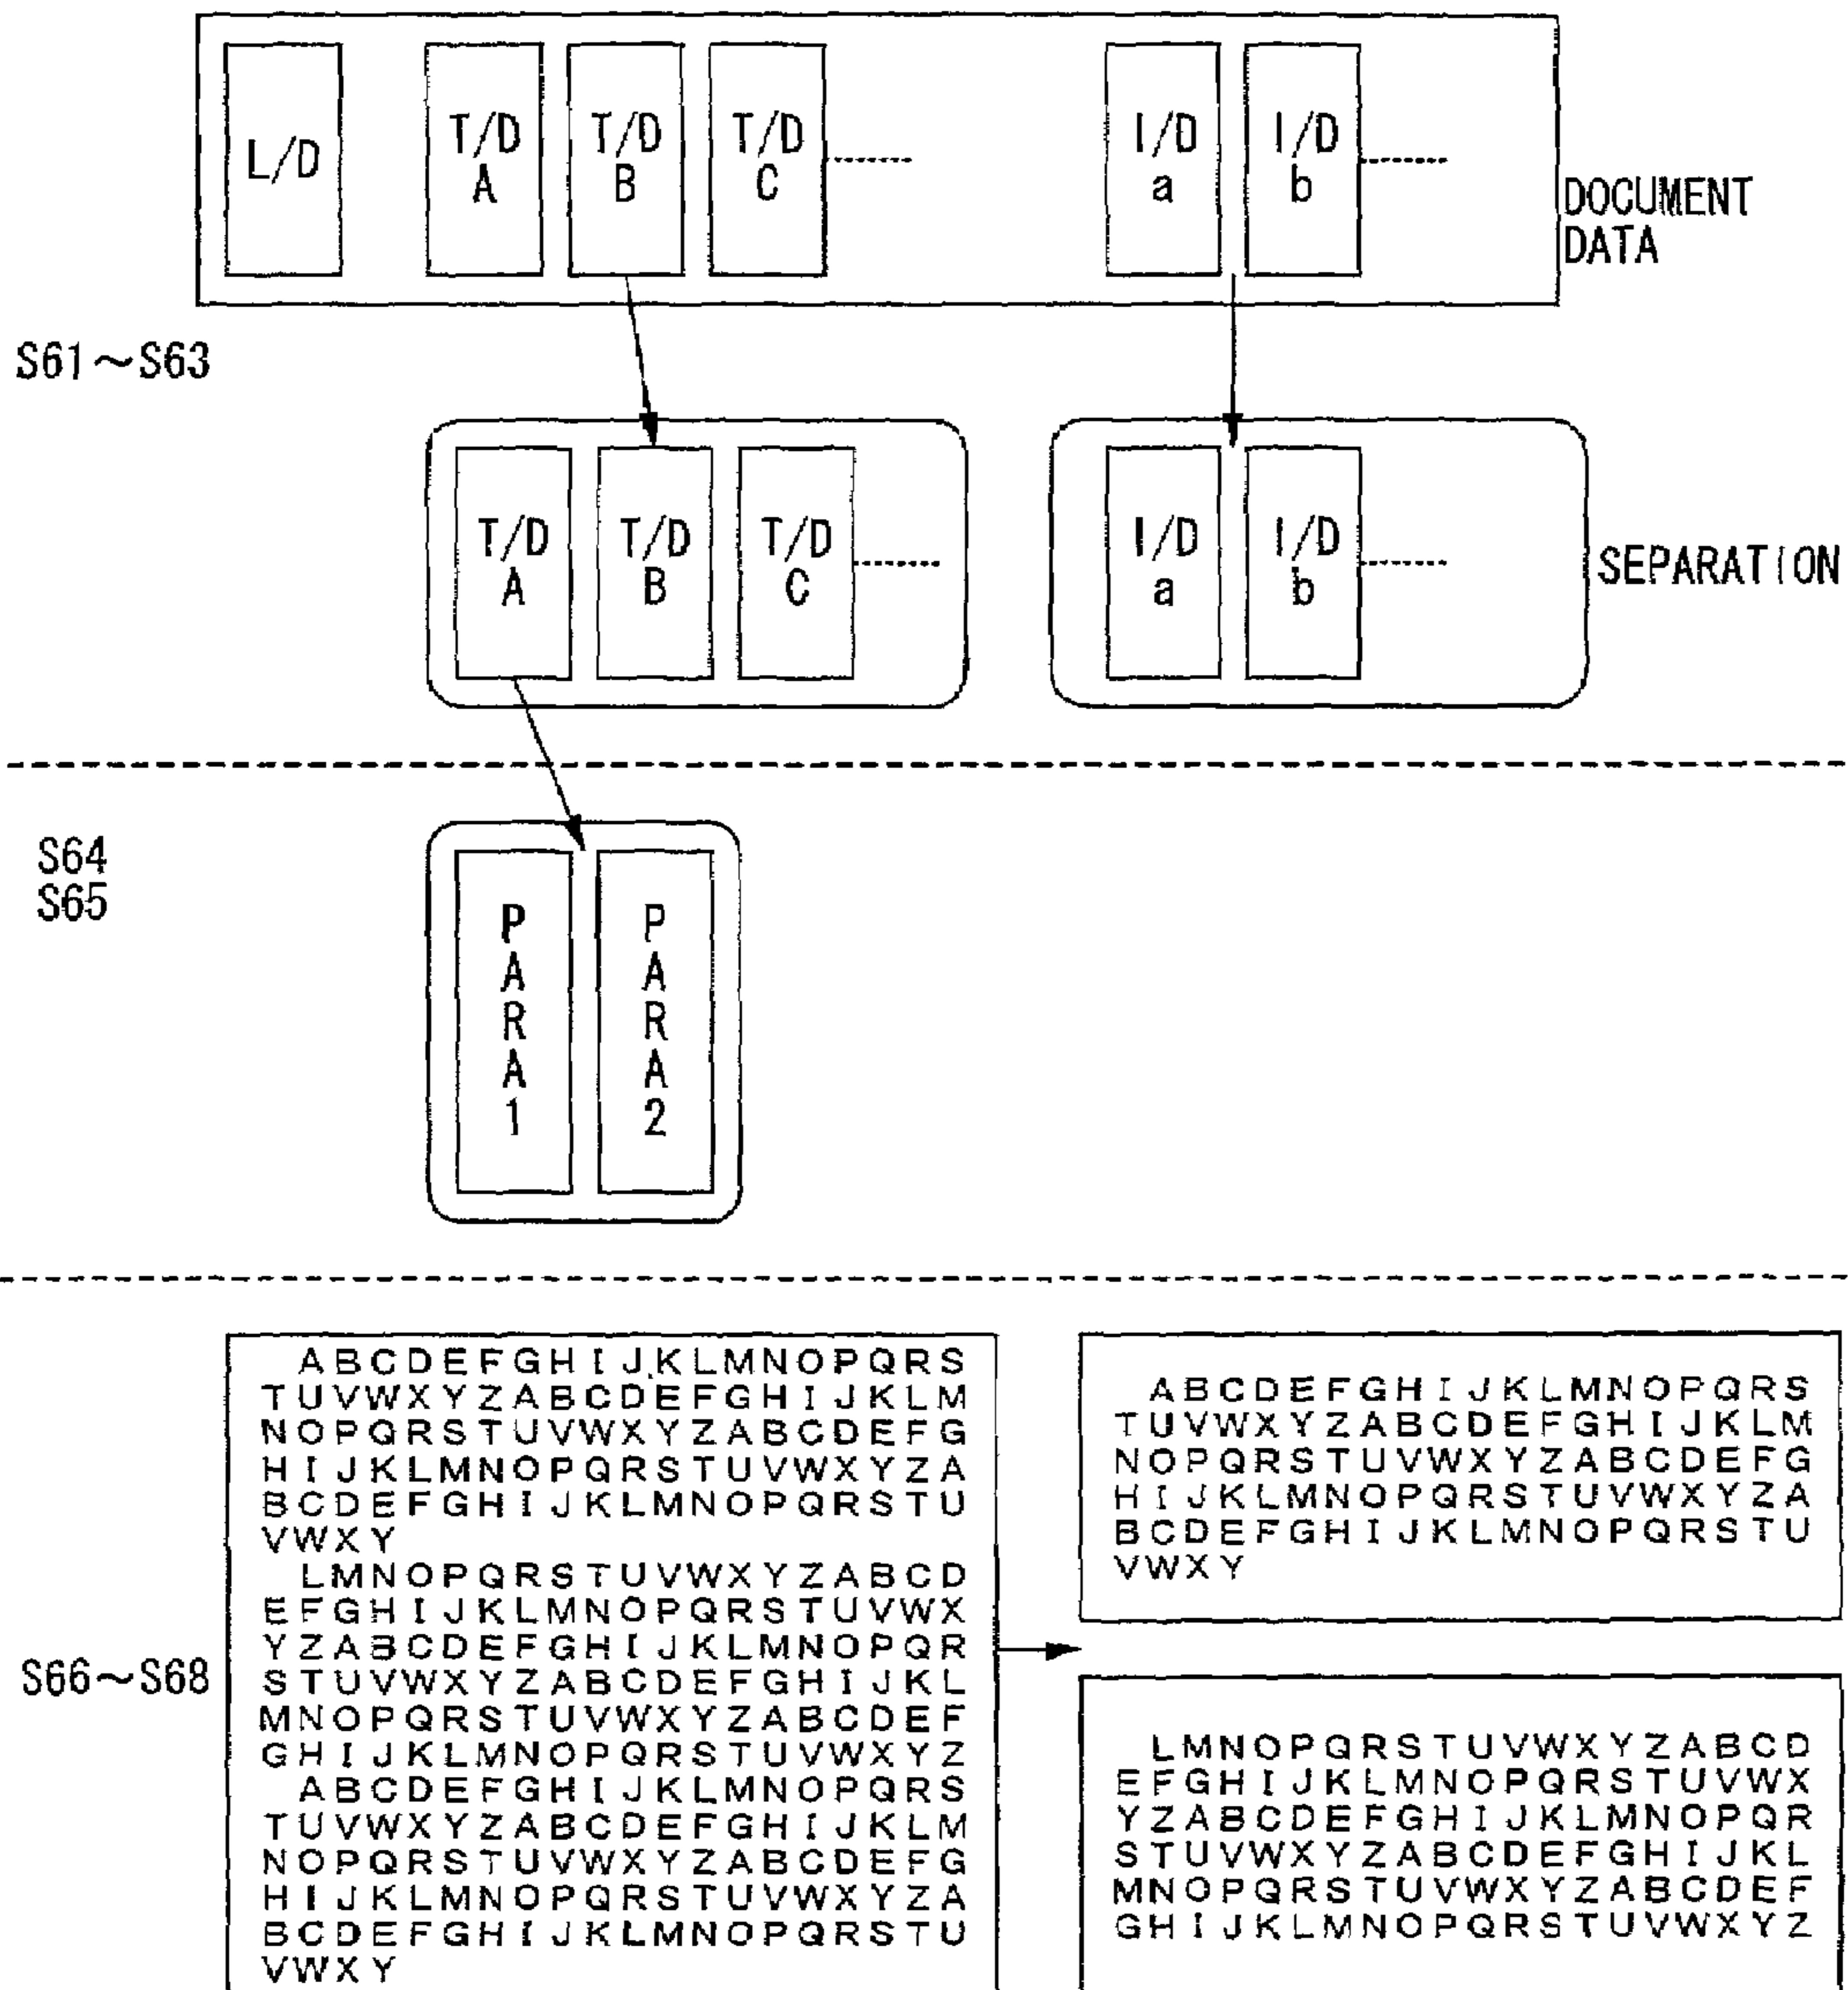 L/D
T/D
A
T/D
B
T/D
C
I/D
a
I/D
b
DOCUMENT
DATA
S61~S63
T/D
A
T/D
B
T/D
C
I/D
a
I/D
b
SEPARATION
S64
S65
PARA1
PARA2
S66~S68
ABCDEFGHIJKLMNOPQRS
TUVWXYZABCDEFGHIJKLM
NOPQRSTUVWXYZABCDEFG
HIJKLMNOPQRSTUVWXYZA
BCDEFGHIJKLMNOPQRSTU
VWXY
LMNOPQRSTUVWXYZABCD
EFGHIJKLMNOPQRSTUVWX
YZABCDEFGHIJKLMNOPQR
STUVWXYZABCDEFGHIJKL
MNOPQRSTUVWXYZABCDEF
GHIJKLMNOPQRSTUVWXYZ
ABCDEFGHIJKLMNOPQRS
TUVWXYZABCDEFGHIJKLM
NOPQRSTUVWXYZABCDEFG
HIJKLMNOPQRSTUVWXYZA
BCDEFGHIJKLMNOPQRSTU
VWXY
ABCDEFGHIJKLMNOPQRS
TUVWXYZABCDEFGHIJKLM
NOPQRSTUVWXYZABCDEFG
HIJKLMNOPQRSTUVWXYZA
BCDEFGHIJKLMNOPQRSTU
VWXY
LMNOPQRSTUVWXYZABCD
EFGHIJKLMNOPQRSTUVWX
YZABCDEFGHIJKLMNOPQR
STUVWXYZABCDEFGHIJKL
MNOPQRSTUVWXYZABCDEF
GHIJKLMNOPQRSTUVWXYZ